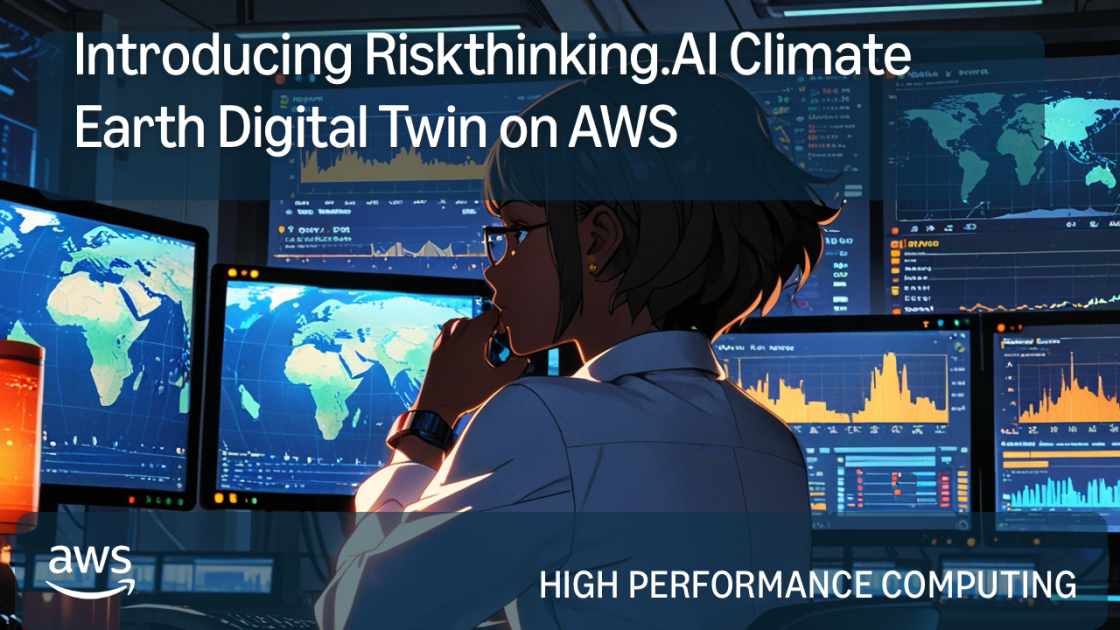 Introducing Riskthinking.AI Climate
Earth Digital Twin on AWS
aws
HIGH PERFORMANCE COMPUTING